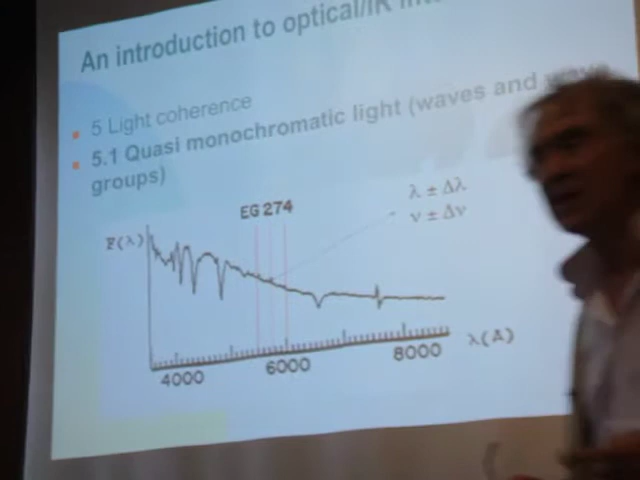 An introduction to optical/IR
5 Light coherence
5.1 Quasi monochromatic light (waves and wave
groups)
EG 274
λ ± Δλ
ν ± Δν
F(λ)
4000
6000
8000
λ(Å)